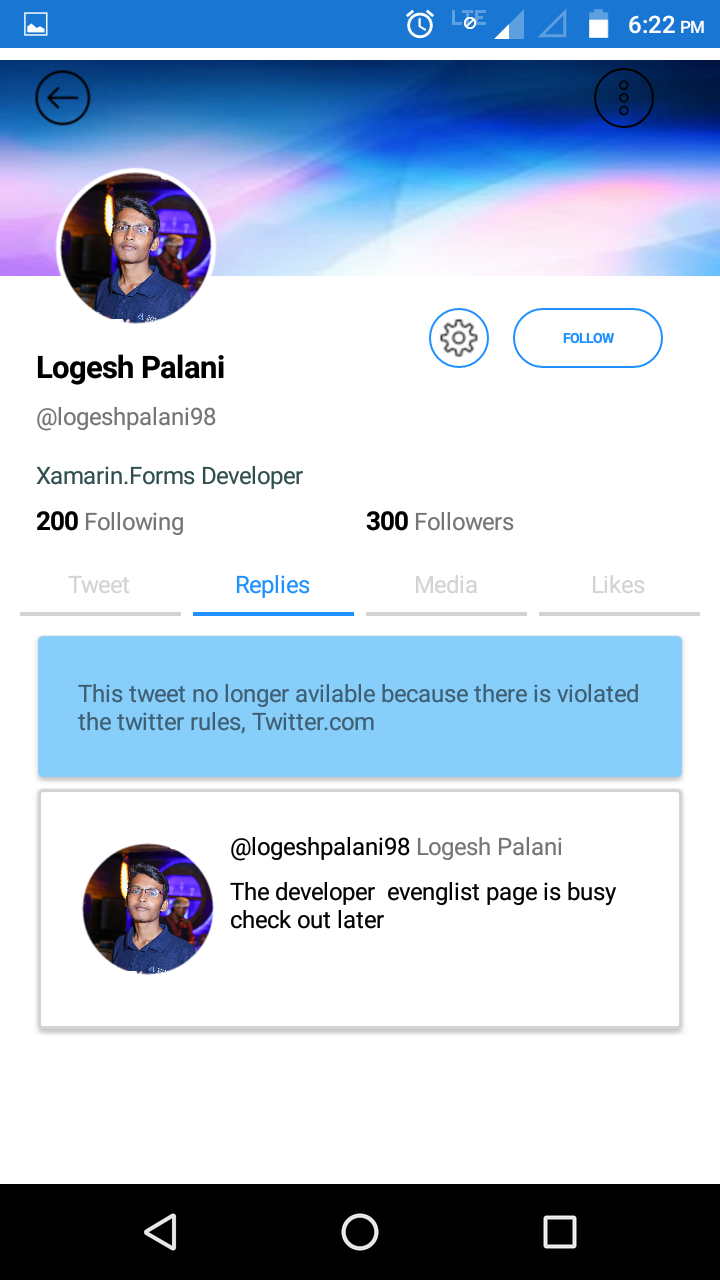 LTE
6:22 PM
FOLLOW
Logesh Palani
@logeshpalani98
Xamarin.Forms Developer
200 Following 300 Followers
Tweet Replies Media Likes
This tweet no longer avilable because there is violated
the twitter rules, Twitter.com
@logeshpalani98 Logesh Palani
The developer  evenglist page is busy
check out later